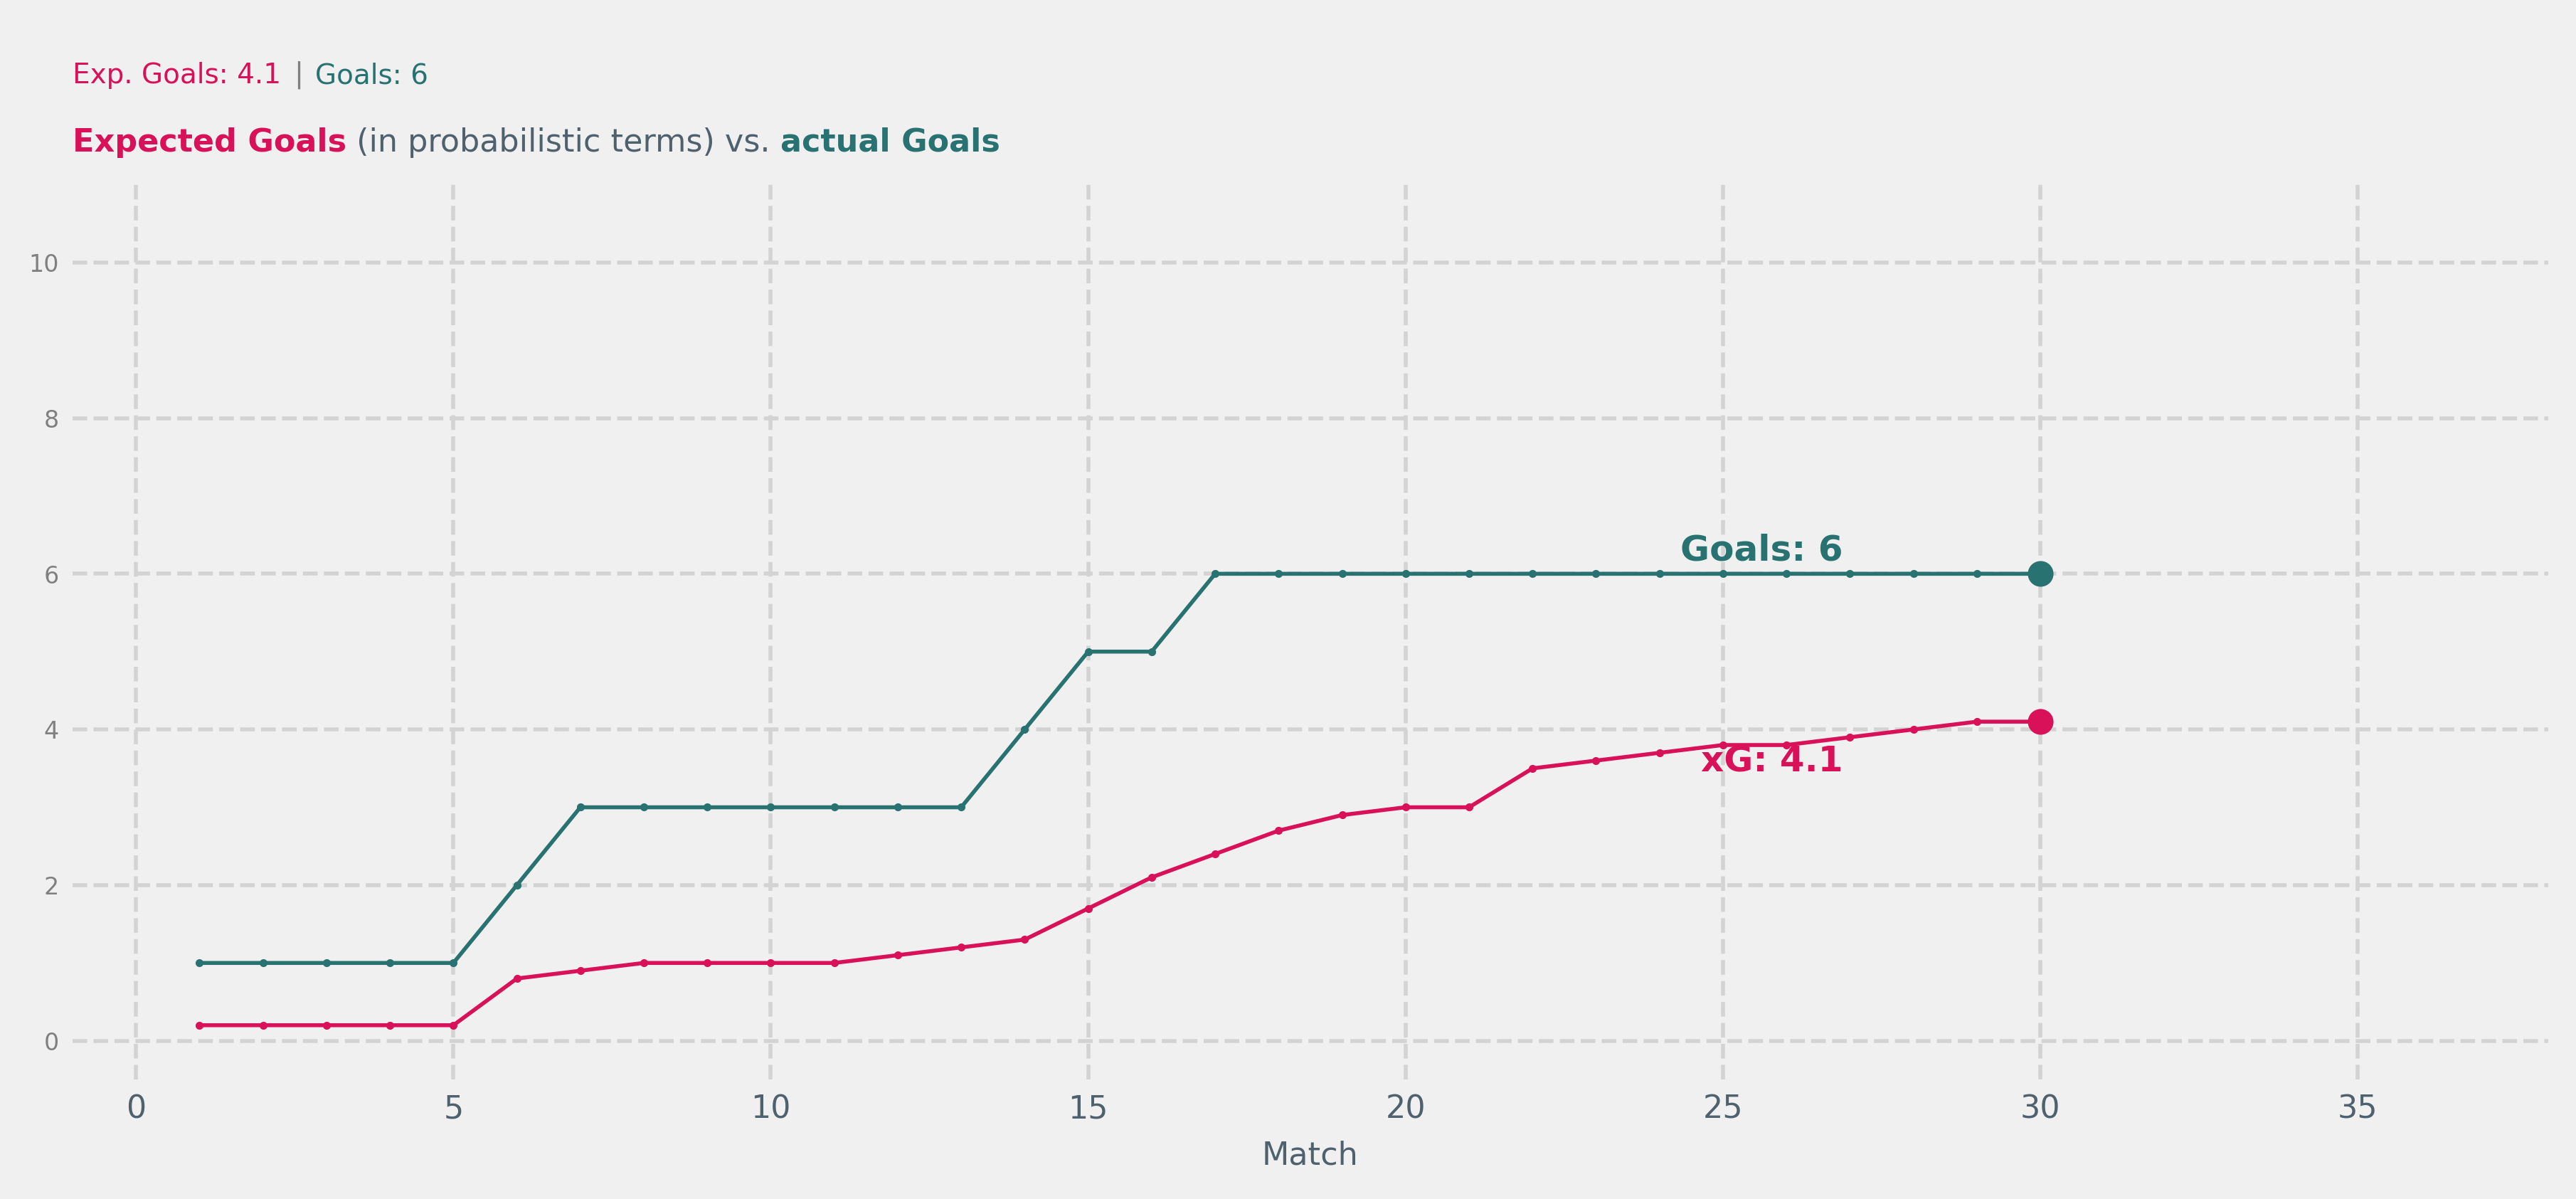 Exp. Goals: 4.1 | Goals: 6
Expected Goals (in probabilistic terms) vs. actual Goals
10
8
6
4
2
0
Goals: 6
xG: 4.1
0 5 10 15 20 25 30 35
Match